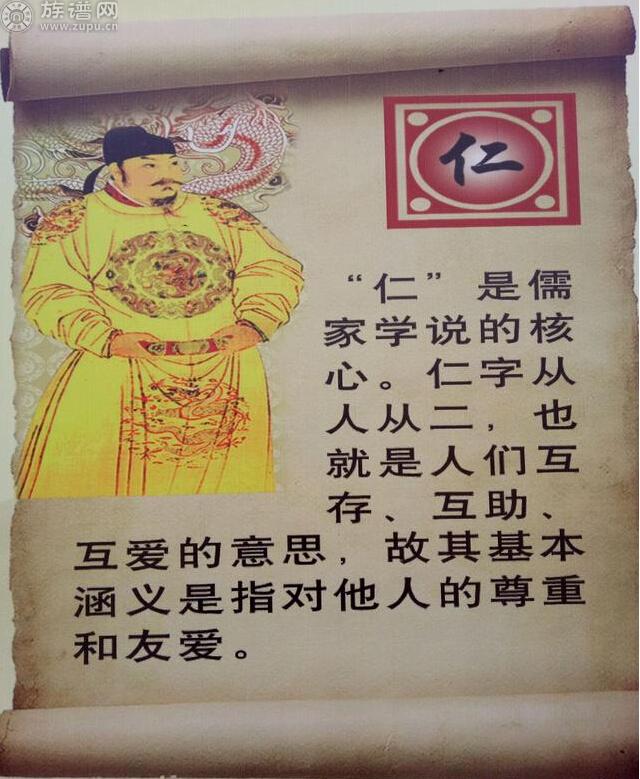 族谱网
www.zupu.cn
仁
“仁”是儒
家学说的核
心。仁字从
人从二，也
就是人们互
存、互助、
互爱的意思，故其基本
涵义是指对他人的尊重
和友爱。